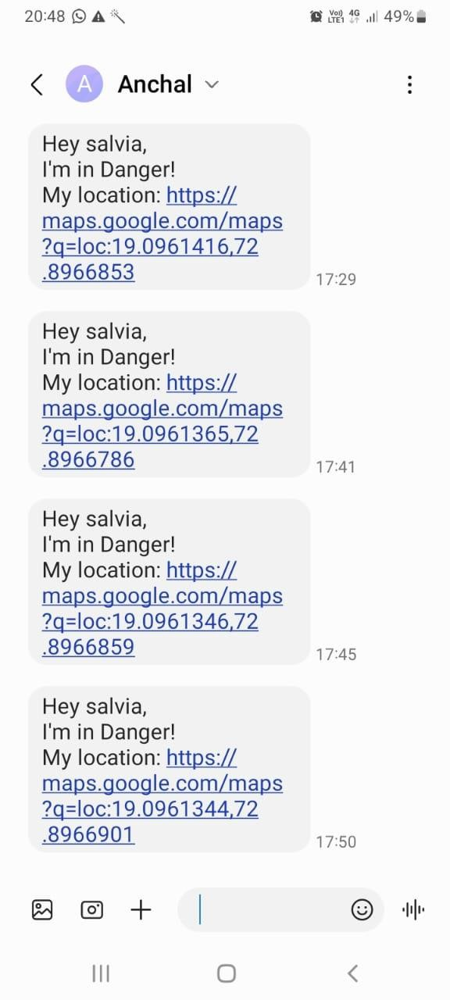 20:48
Vo) 4G
LTE1
49%
A
Anchal
Hey salvia,
I'm in Danger!
My location: https://
maps.google.com/maps
?q=loc:19.0961416,72
.8966853
17:29
Hey salvia,
I'm in Danger!
My location: https://
maps.google.com/maps
?q=loc:19.0961365,72
.8966786
17:41
Hey salvia,
I'm in Danger!
My location: https://
maps.google.com/maps
?q=loc:19.0961346,72
.8966859
17:45
Hey salvia,
I'm in Danger!
My location: https://
maps.google.com/maps
?q=loc:19.0961344,72
.8966901
17:50